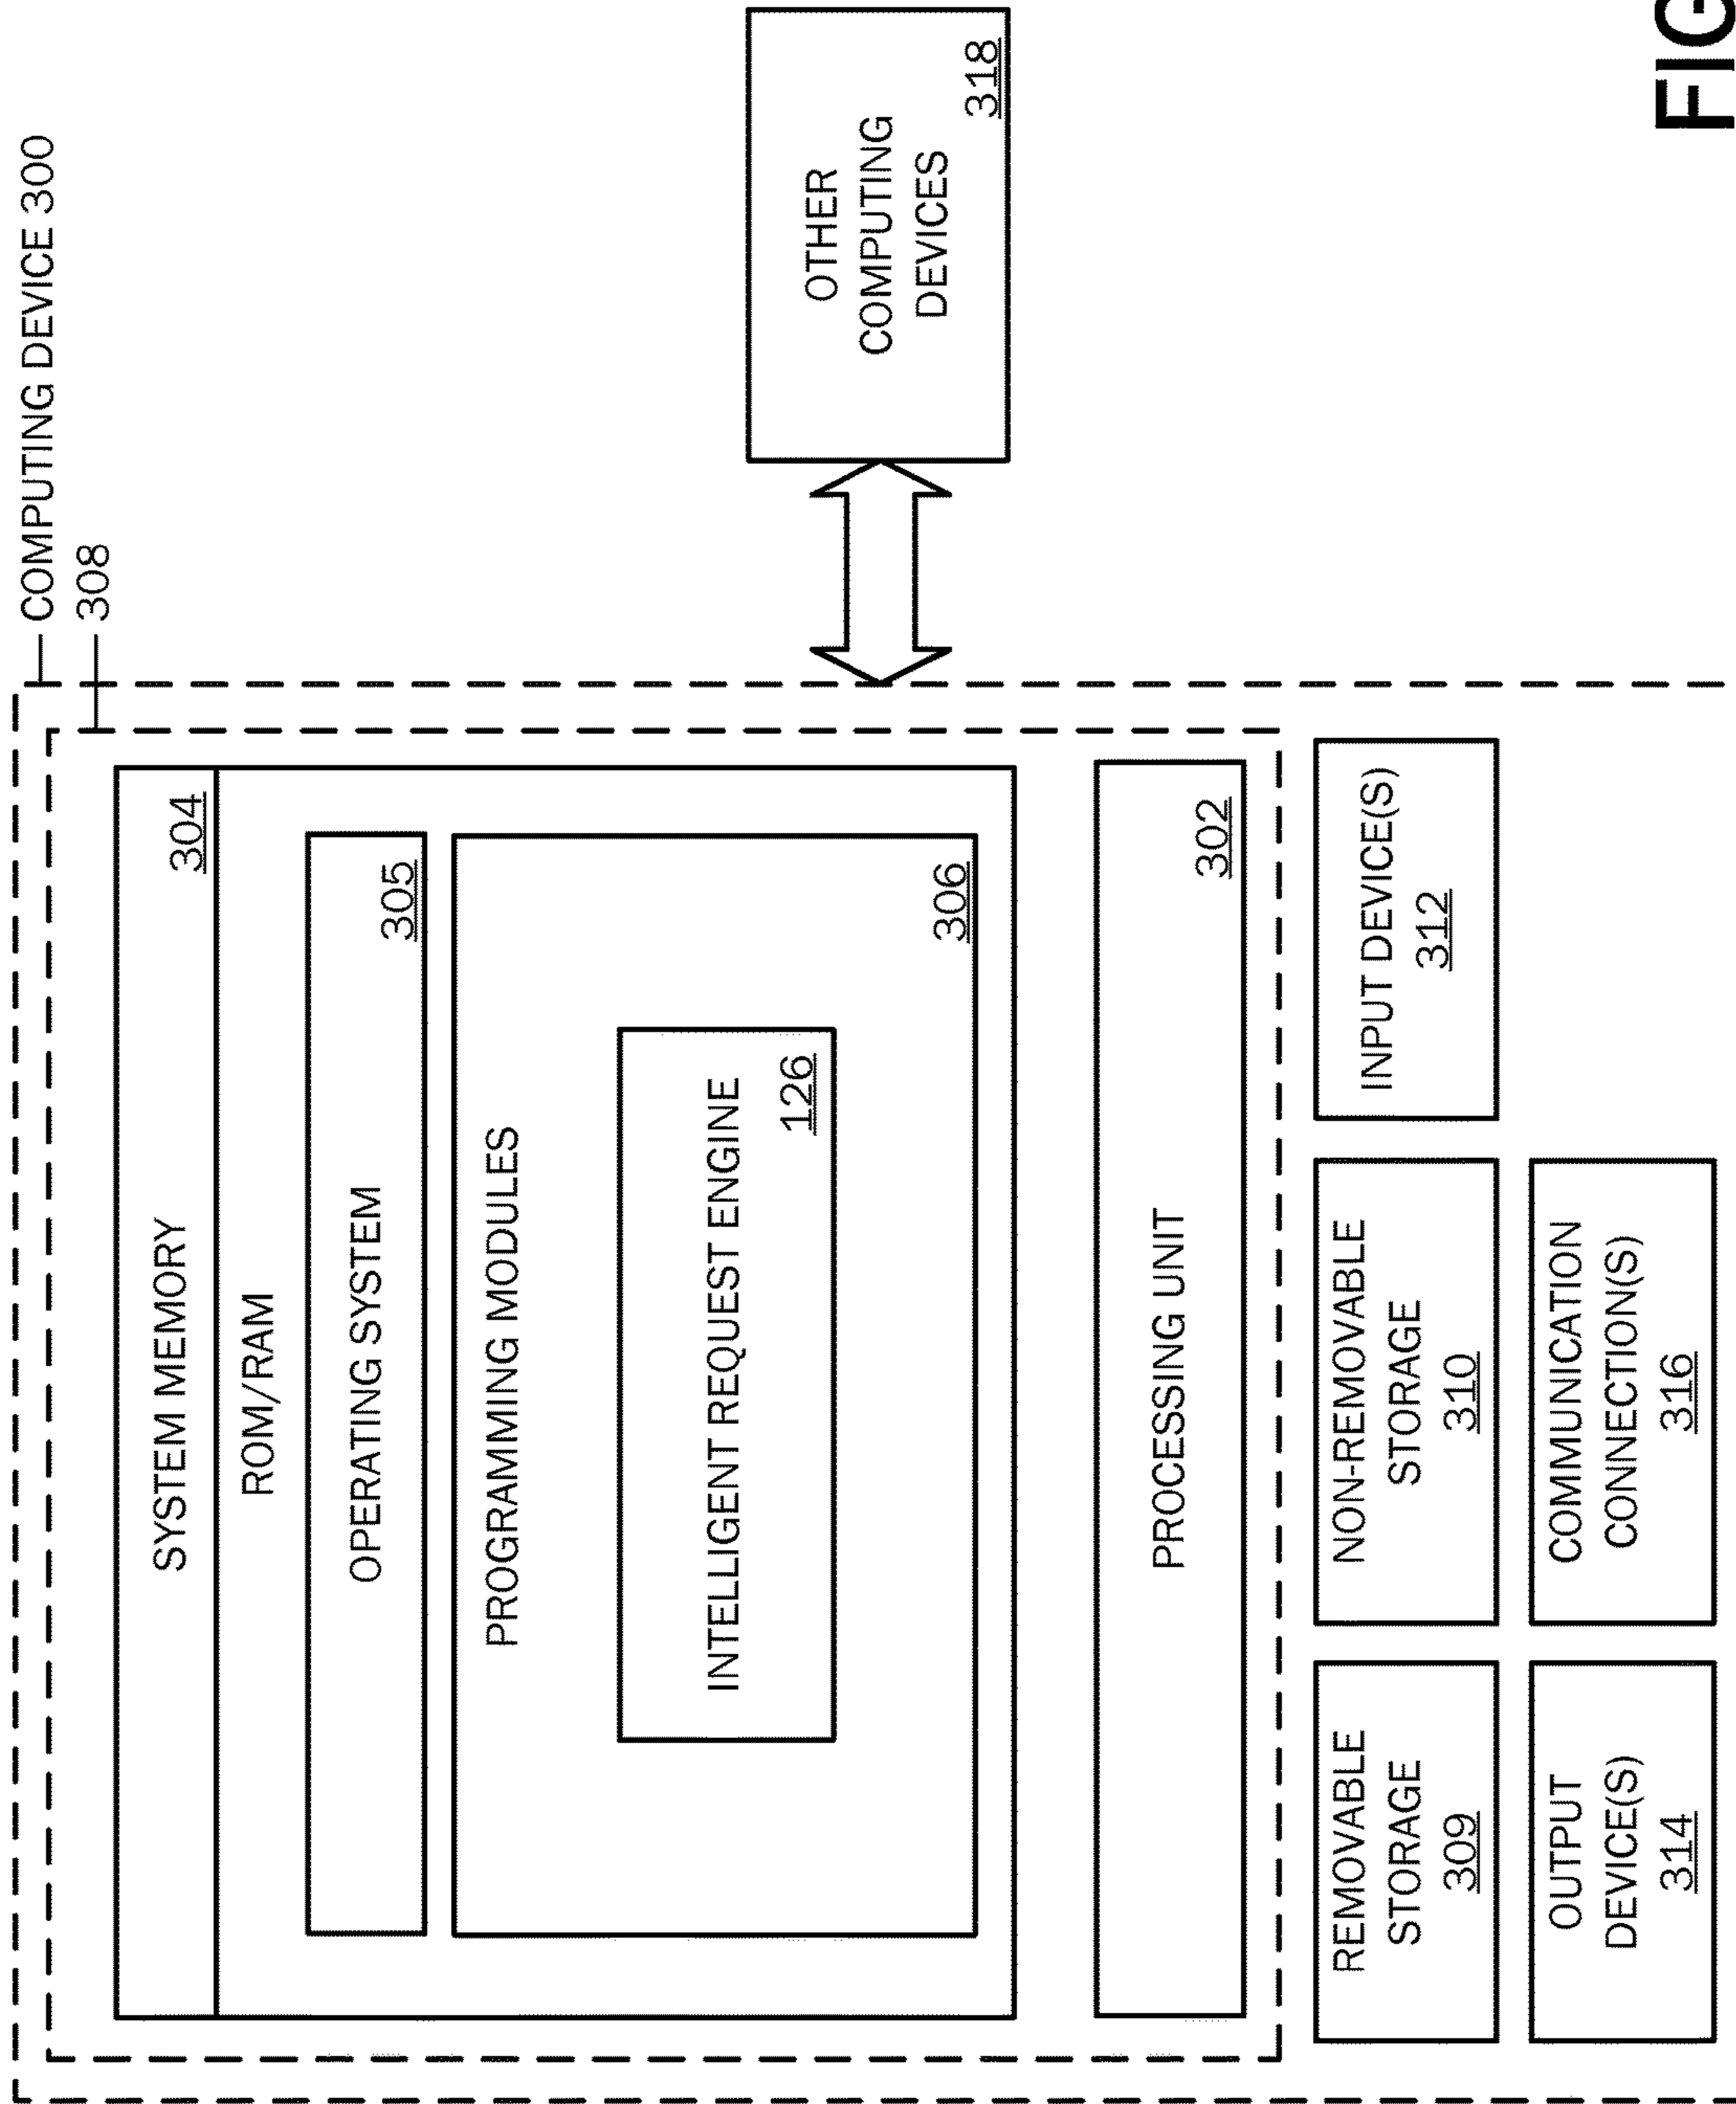 COMPUTING DEVICE 300
308
SYSTEM MEMORY
304
ROM/RAM
OPERATING SYSTEM
305
PROGRAMMING MODULES
INTELLIGENT REQUEST ENGINE
126
306
PROCESSING UNIT
302
OTHER
COMPUTING
DEVICES
318
REMOVABLE
STORAGE
309
NON-REMOVABLE
STORAGE
310
INPUT DEVICE(S)
312
OUTPUT
DEVICE(S)
314
COMMUNICATION
CONNECTION(S)
316
FIG